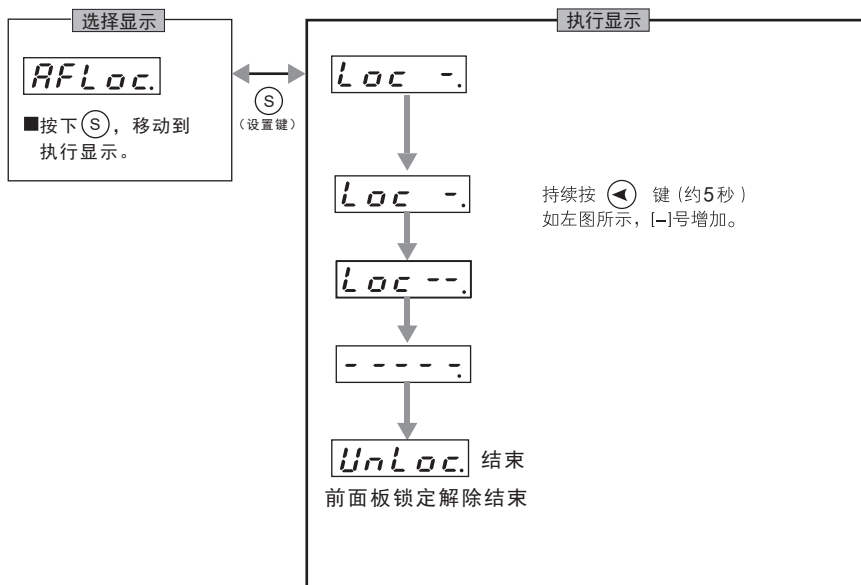 选择显示
AFLoc.
■按下Ⓢ，移动到
执行显示。
S
（设置键）
执行显示
Loc -.
Loc -.
持续按 键 (约5秒 )
如左图所示，[–]号增加。
Loc --.
- - - - -.
UnLoc. 结束
前面板锁定解除结束